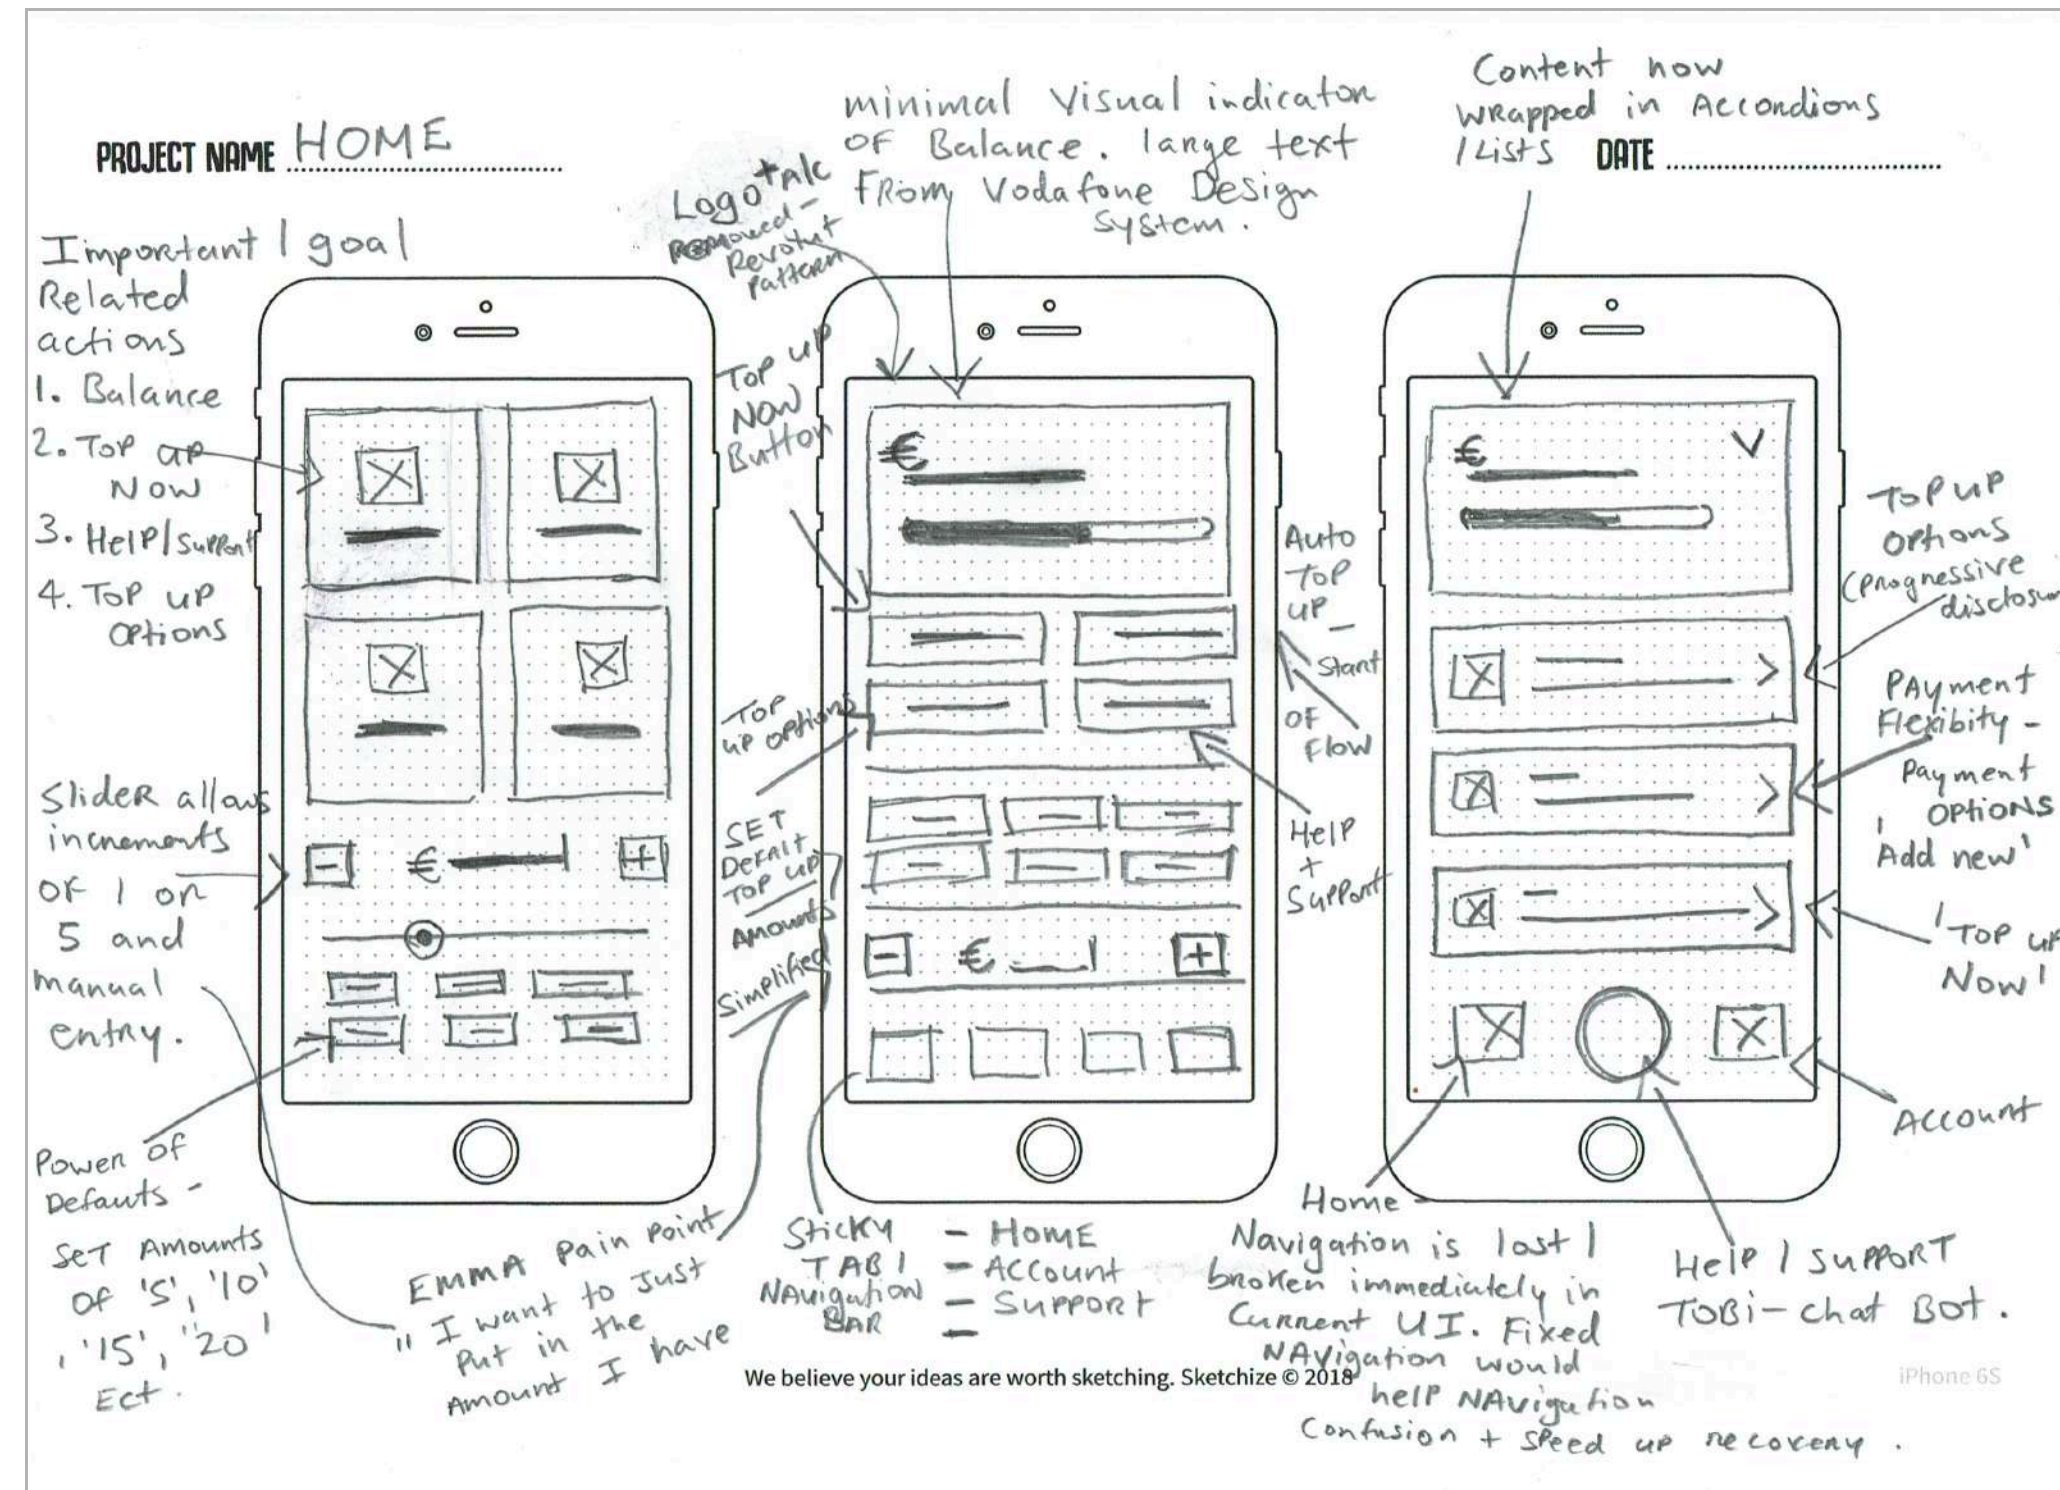 PROJECT NAME HOME
minimal Visual indicator
OF Balance. large text
From Vodafone Design
System.
Content now
wrapped in Accordions
/ Lists
DATE
Logo + A/c
Removed -
Revolut
Pattern
Important / goal
Related
actions
1. Balance
2. Top up
Now
3. Help/Support
4. Top up
Options
Slider allows
increments
of 1 or
5 and
manual
entry.
Power of
Defauts -
Set Amounts
of '5', '10'
, '15', '20'
Ect.
€
EMMA Pain Point
" I want to Just
Put in the
Amount I have
Top up
Now
Button
Top
up options
SET
Defalt
Top up
Amounts
Simplified
€
€
Auto
Top
up -
Start
OF
Flow
Help
+
Support
Sticky
TAB /
Navigation
BAR
- Home
- Account
- Support
-
€
Top up
Options
(Progressive
disclosu
Payment
Flexibity -
Payment
Options
'Add new'
'Top up
Now'
Account
Home -
Navigation is lost /
broken immediately in
Current UI. Fixed
Navigation would
help Navigation
Confusion + speed up recovery.
Help / Support
TOBi - chat Bot.
We believe your ideas are worth sketching. Sketchize © 2018
iPhone 6S